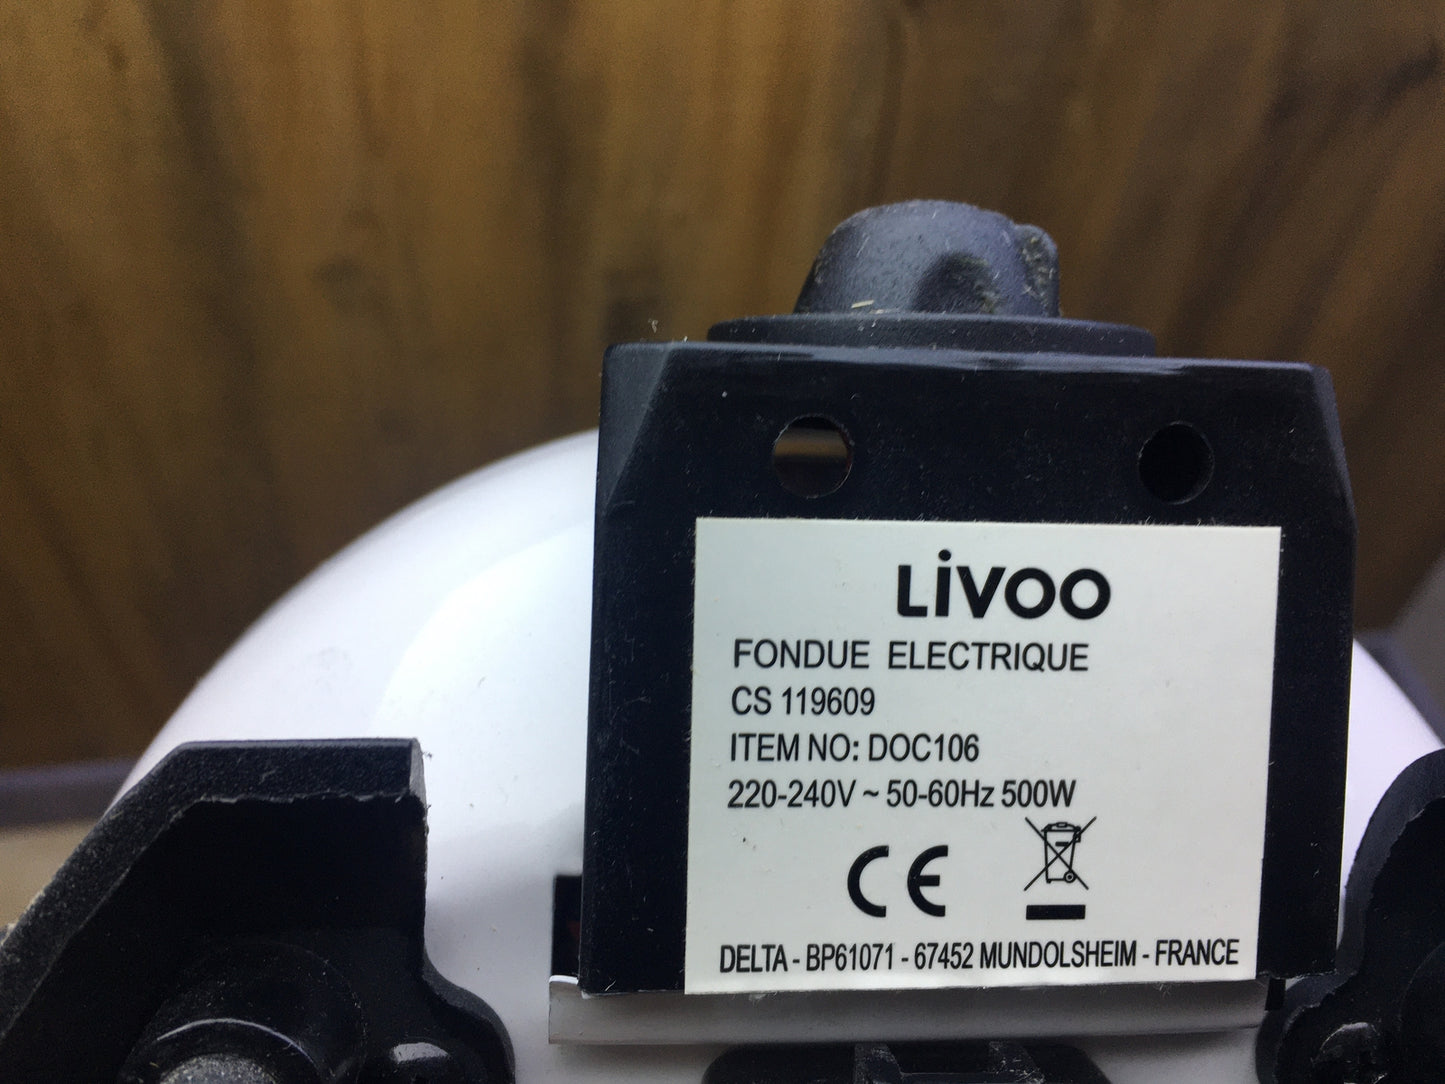 LiVOO
FONDUE ELECTRIQUE
CS 119609
ITEM NO: DOC106
220-240V ~ 50-60Hz 500W
CE
DELTA - BP61071 - 67452 MUNDOLSHEIM - FRANCE